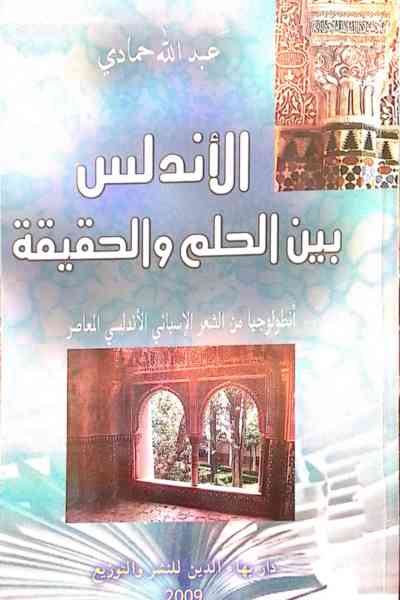 عبد الله حمادي
الأندلس
بين الحلم والحقيقة
أنطولوجيا من الشعر الإسباني الأندلسي المعاصر
دار بهاء الدين للنشر والتوزيع
2009